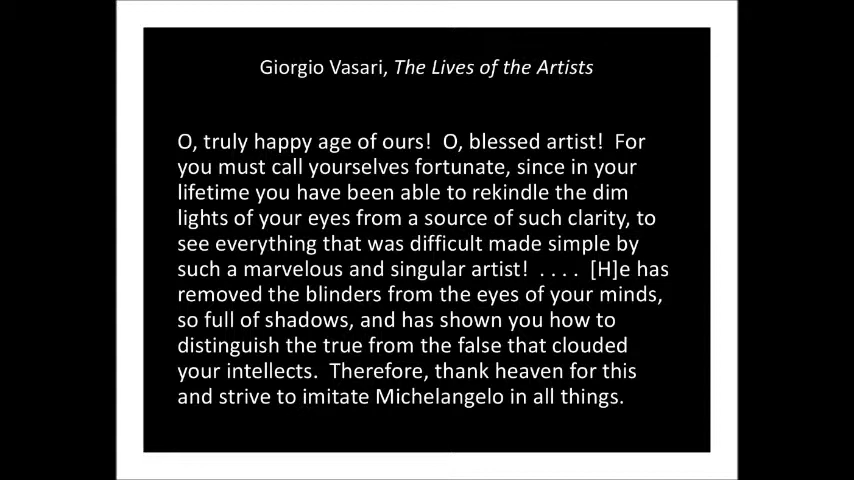 Giorgio Vasari, The Lives of the Artists
O, truly happy age of ours!  O, blessed artist!  For
you must call yourselves fortunate, since in your
lifetime you have been able to rekindle the dim
lights of your eyes from a source of such clarity, to
see everything that was difficult made simple by
such a marvelous and singular artist!  . . . .  [H]e has
removed the blinders from the eyes of your minds,
so full of shadows, and has shown you how to
distinguish the true from the false that clouded
your intellects.  Therefore, thank heaven for this
and strive to imitate Michelangelo in all things.